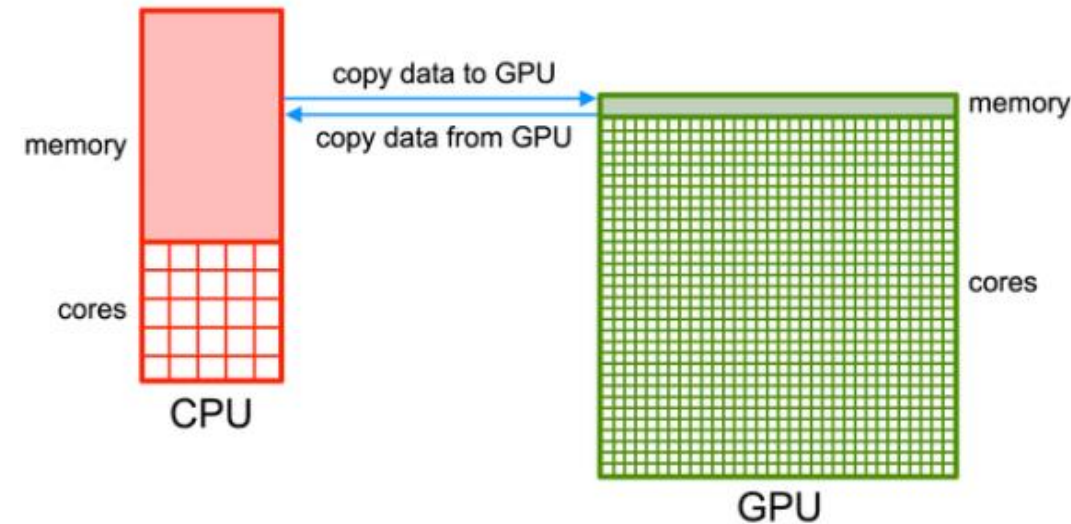 copy data to GPU
memory
copy data from GPU
memory
cores
cores
CPU
GPU